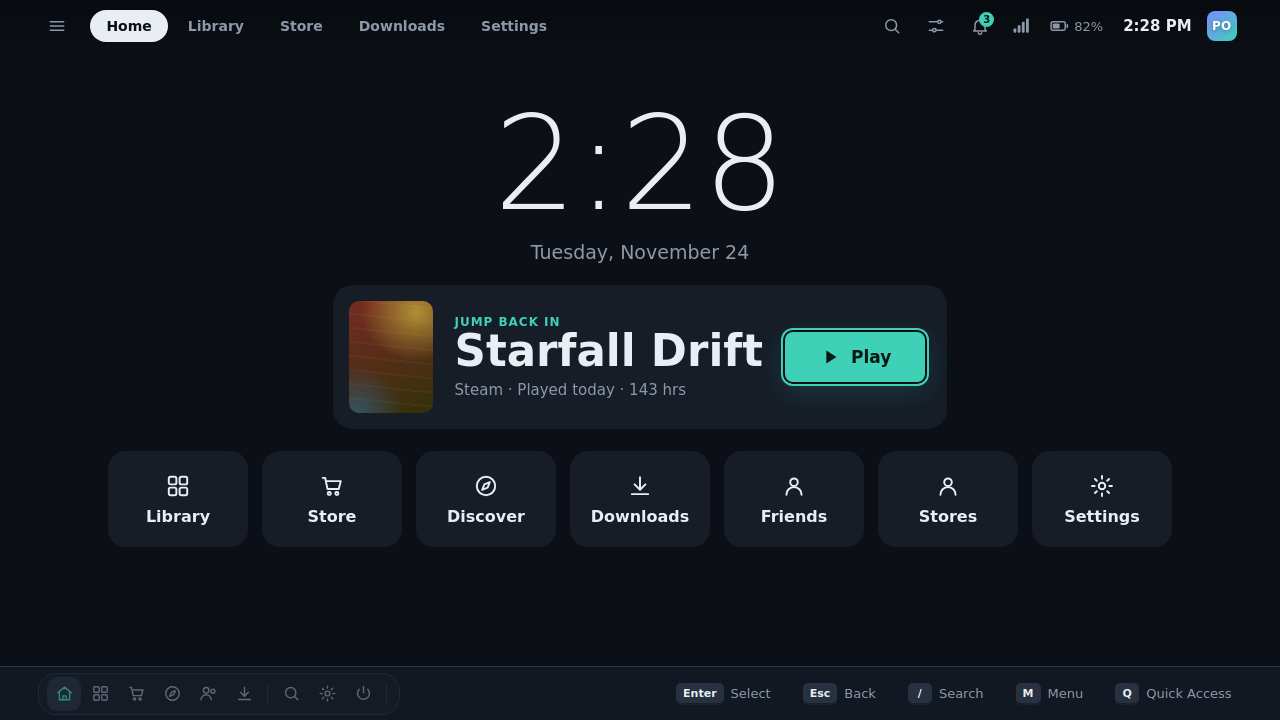 Home Library Store Downloads Settings 3 82% 2:28 PM PO
2:28
Tuesday, November 24
JUMP BACK IN
Starfall Drift
Steam · Played today · 143 hrs
Play
Library Store Discover Downloads Friends Stores Settings
Enter Select Esc Back / Search M Menu Q Quick Access